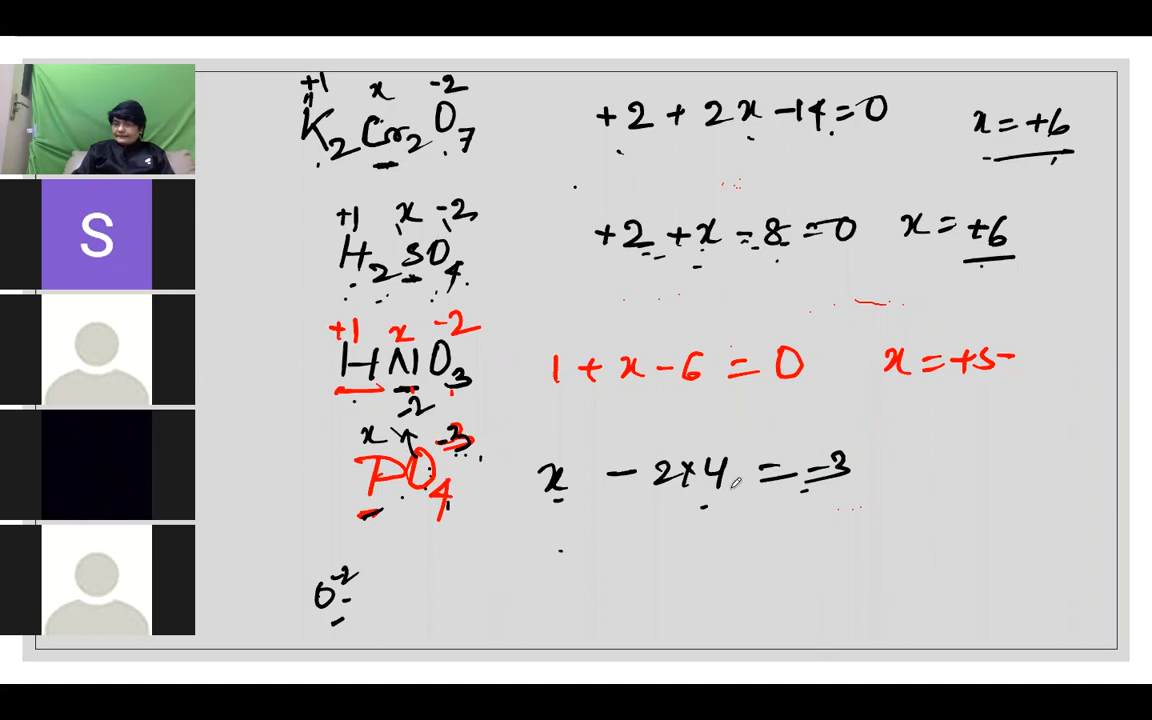 +1 x -2
K2Cr2O7 +2 + 2x -14 = 0 x = +6
+1 x -2
H2SO4 +2 + x - 8 = 0 x = +6
+1 x -2
HNO3 1 + x - 6 = 0 x = +5
-2
x -3
PO4 x - 2×4 = -3
O-2
S